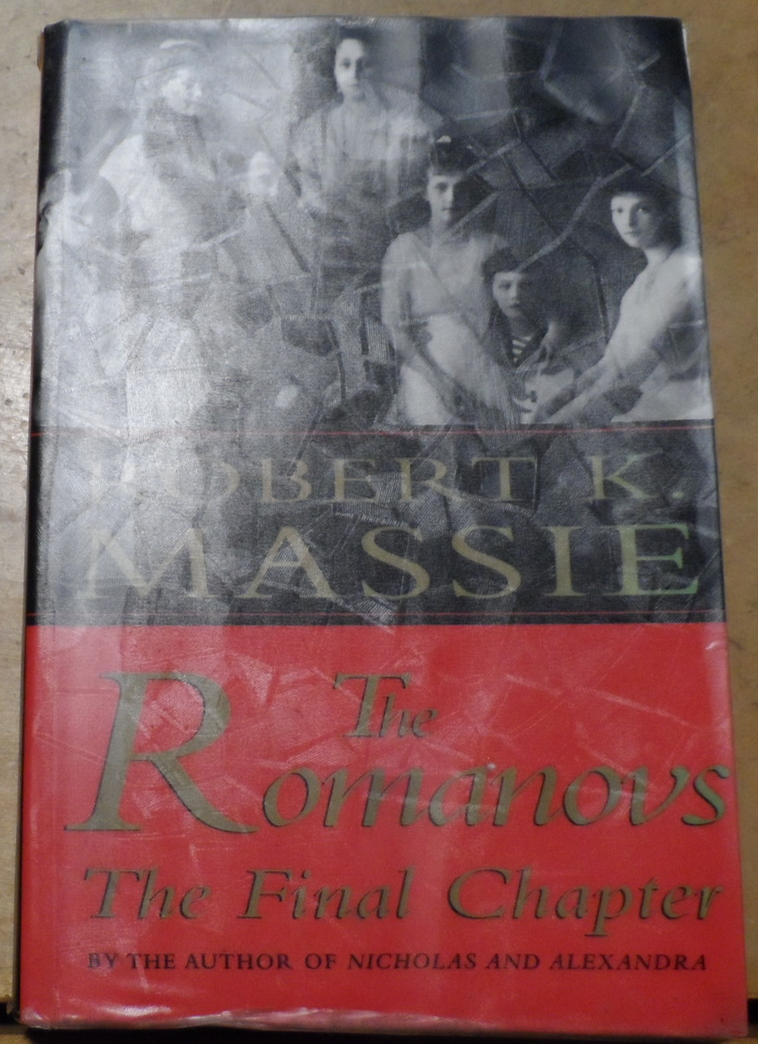 ROBERT K.
MASSIE
The
Romanovs
The Final Chapter
BY THE AUTHOR OF NICHOLAS AND ALEXANDRA